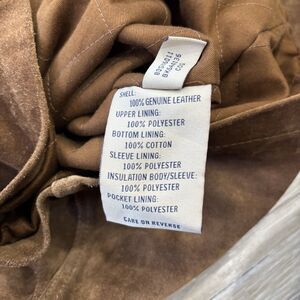 SHELL:
100% GENUINE LEATHER
UPPER LINING:
100% POLYESTER
BOTTOM LINING:
100% COTTON
SLEEVE LINING:
100% POLYESTER
INSULATION BODY/SLEEVE:
100% POLYESTER
POCKET LINING:
100% POLYESTER
CARE ON REVERSE